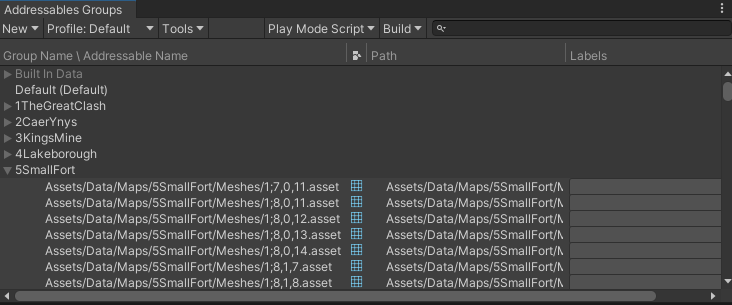 Addressables Groups
New Profile: Default Tools Play Mode Script Build
Group Name \ Addressable Name Path Labels
Built In Data
Default (Default)
1TheGreatClash
2CaerYnys
3KingsMine
4Lakeborough
5SmallFort
Assets/Data/Maps/5SmallFort/Meshes/1;7,0,11.asset Assets/Data/Maps/5SmallFort/M
Assets/Data/Maps/5SmallFort/Meshes/1;8,0,11.asset Assets/Data/Maps/5SmallFort/M
Assets/Data/Maps/5SmallFort/Meshes/1;8,0,12.asset Assets/Data/Maps/5SmallFort/M
Assets/Data/Maps/5SmallFort/Meshes/1;8,0,13.asset Assets/Data/Maps/5SmallFort/M
Assets/Data/Maps/5SmallFort/Meshes/1;8,0,14.asset Assets/Data/Maps/5SmallFort/M
Assets/Data/Maps/5SmallFort/Meshes/1;8,1,7.asset Assets/Data/Maps/5SmallFort/M
Assets/Data/Maps/5SmallFort/Meshes/1;8,1,8.asset Assets/Data/Maps/5SmallFort/M